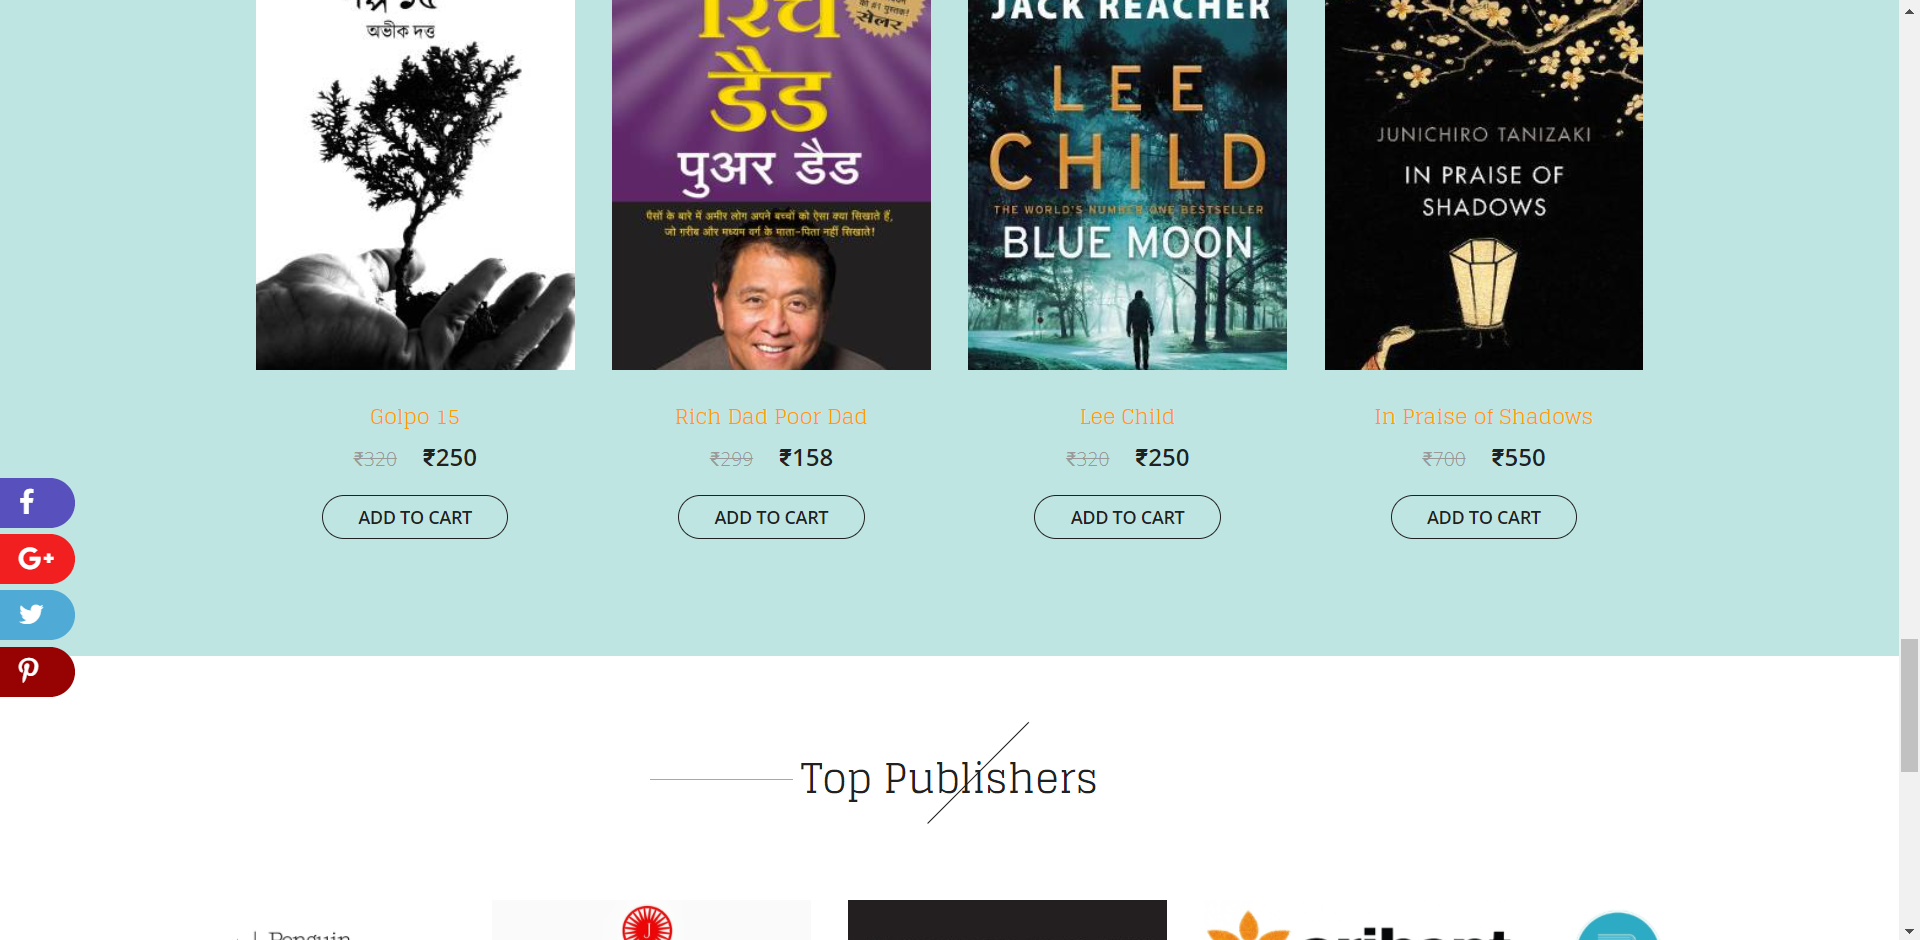 অভীক দত্ত
रिच
सेलर
डैड
पुअर डैड
पैसों के बारे में अमीर लोग अपने बच्चों को ऐसा क्या सिखाते हैं,
जो ग़रीब और मध्यम वर्ग के माता-पिता नहीं सिखाते!
JACK REACHER
LEE
CHILD
THE WORLD'S NUMBER ONE BESTSELLER
BLUE MOON
JUNICHIRO TANIZAKI
IN PRAISE OF
SHADOWS
Golpo 15
Rich Dad Poor Dad
Lee Child
In Praise of Shadows
₹320 ₹250
₹299 ₹158
₹320 ₹250
₹700 ₹550
ADD TO CART
ADD TO CART
ADD TO CART
ADD TO CART
G+
Top Publishers
Penguin
J
arihant